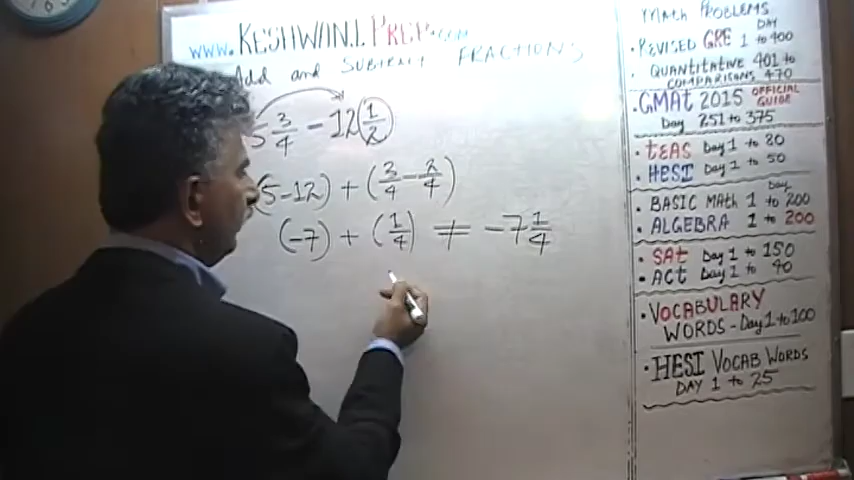 www.KESHWANI.PREP.com
Add and SUBTRACT FRACTIONS
5 3/4 - 12 (1/2)
(5-12) + (3/4 - 2/4)
(-7) + (1/4) ≠ -7 1/4
MATH PROBLEMS
DAY
• REVISED GRE 1 to 400
• QUANTITATIVE 401 to
COMPARISONS 470
• GMAT 2015 OFFICIAL GUIDE
Day 251 to 375
• TEAS Day 1 to 80
• HESI Day 1 to 50
Day
• BASIC MATH 1 to 200
• ALGEBRA 1 to 200
• SAT Day 1 to 150
• ACT Day 1 to 40
• VOCABULARY
WORDS - Day 1 to 100
• HESI VOCAB WORDS
DAY 1 to 25